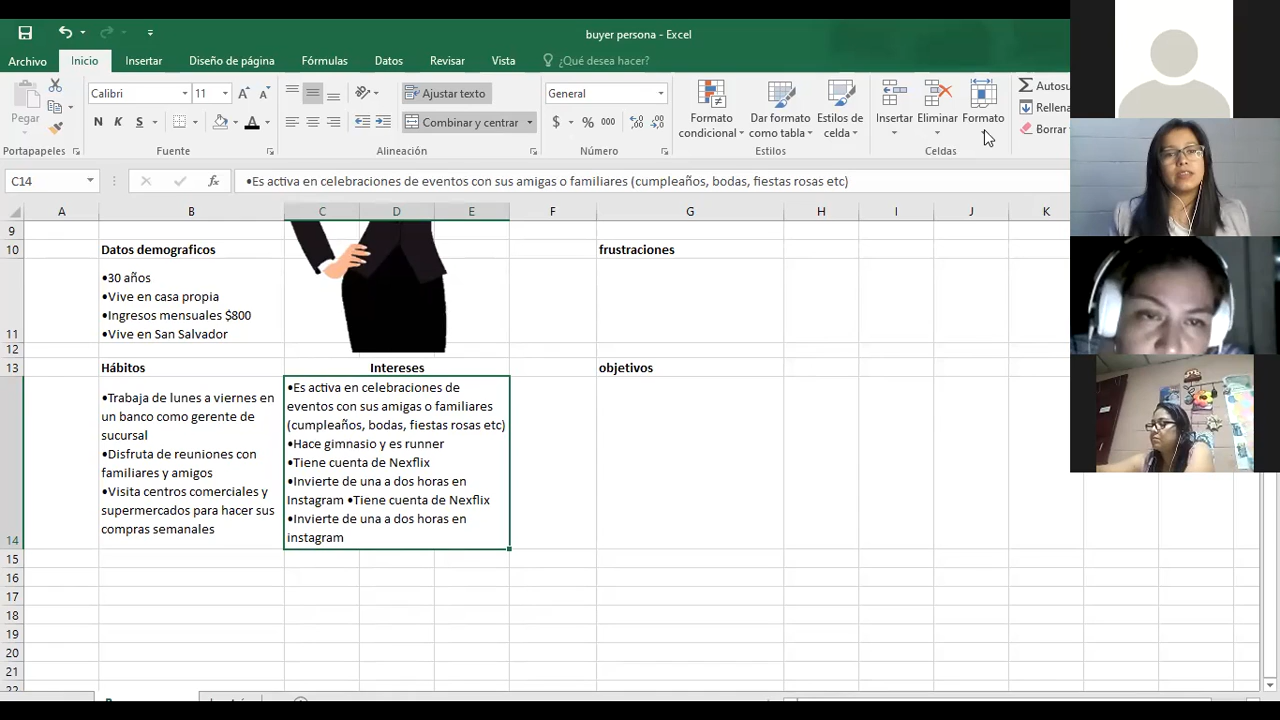 buyer persona - Excel
Archivo Inicio Insertar Diseño de página Fórmulas Datos Revisar Vista ¿Qué desea hacer?
Pegar
Calibri 11
N K S
Ajustar texto
Combinar y centrar
General
$ % 000
Formato condicional
Dar formato como tabla
Estilos de celda
Insertar Eliminar Formato
Autosu
Rellena
Borrar
Portapapeles Fuente Alineación Número Estilos Celdas
C14 fx •Es activa en celebraciones de eventos con sus amigas o familiares (cumpleaños, bodas, fiestas rosas etc)
A B C D E F G H I J K
9
10 Datos demograficos frustraciones
•30 años
•Vive en casa propia
•Ingresos mensuales $800
11 •Vive en San Salvador
12
13 Hábitos Intereses objetivos
•Trabaja de lunes a viernes en
un banco como gerente de
sucursal
•Disfruta de reuniones con
familiares y amigos
•Visita centros comerciales y
supermercados para hacer sus
compras semanales
•Es activa en celebraciones de
eventos con sus amigas o familiares
(cumpleaños, bodas, fiestas rosas etc)
•Hace gimnasio y es runner
•Tiene cuenta de Nexflix
•Invierte de una a dos horas en
Instagram •Tiene cuenta de Nexflix
•Invierte de una a dos horas en
instagram
14
15
16
17
18
19
20
21
22